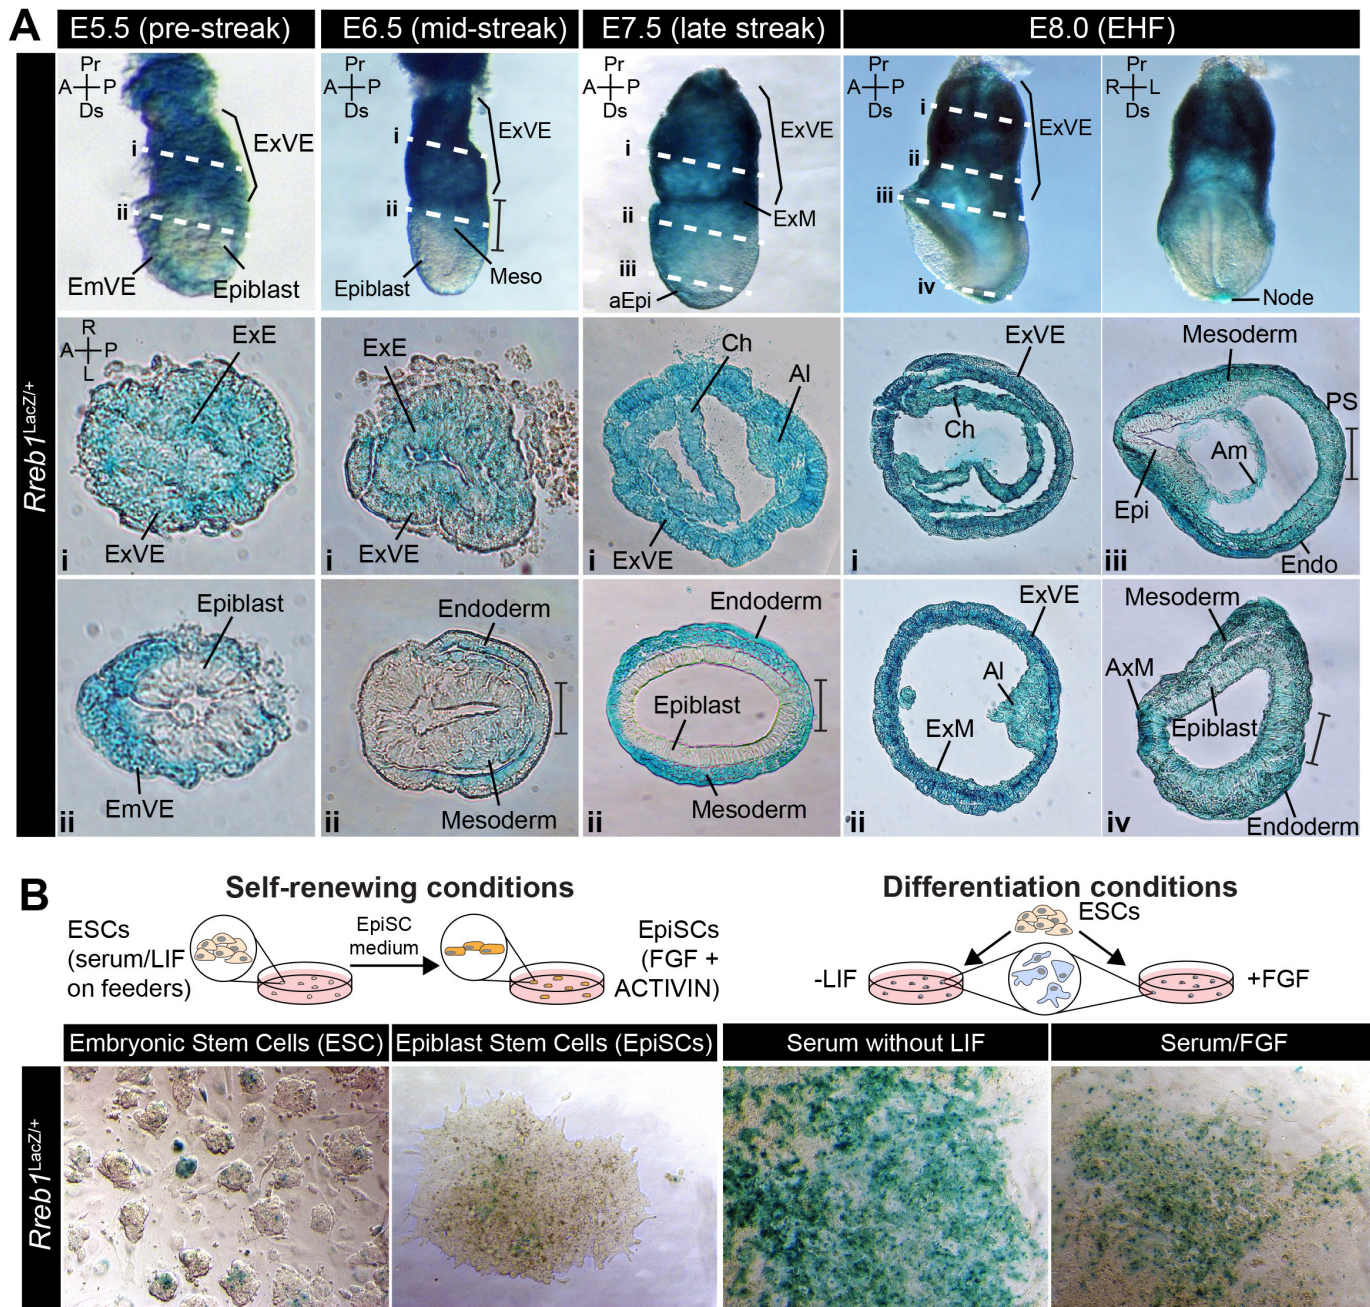 A
E5.5 (pre-streak)
E6.5 (mid-streak)
E7.5 (late streak)
E8.0 (EHF)
Rreb1LacZ/+
Pr
A P
Ds
i
ii
ExVE
EmVE
Epiblast
Pr
A P
Ds
i
ii
ExVE
Epiblast
Meso
Pr
A P
Ds
i
ii
iii
ExVE
ExM
aEpi
Pr
A P
Ds
i
ii
iii
iv
ExVE
Pr
R L
Ds
Node
R
A P
L
ExE
ExVE
i
ExE
ExVE
i
Ch
Al
ExVE
i
ExVE
Ch
i
Mesoderm
PS
Am
Epi
Endo
iii
Epiblast
EmVE
ii
Endoderm
Mesoderm
ii
Endoderm
Epiblast
Mesoderm
ii
ExVE
Al
ExM
ii
Mesoderm
AxM
Epiblast
Endoderm
iv
B
Self-renewing conditions
ESCs
(serum/LIF
on feeders)
EpiSC
medium
EpiSCs
(FGF +
ACTIVIN)
Differentiation conditions
ESCs
-LIF
+FGF
Embryonic Stem Cells (ESC)
Epiblast Stem Cells (EpiSCs)
Serum without LIF
Serum/FGF
Rreb1LacZ/+